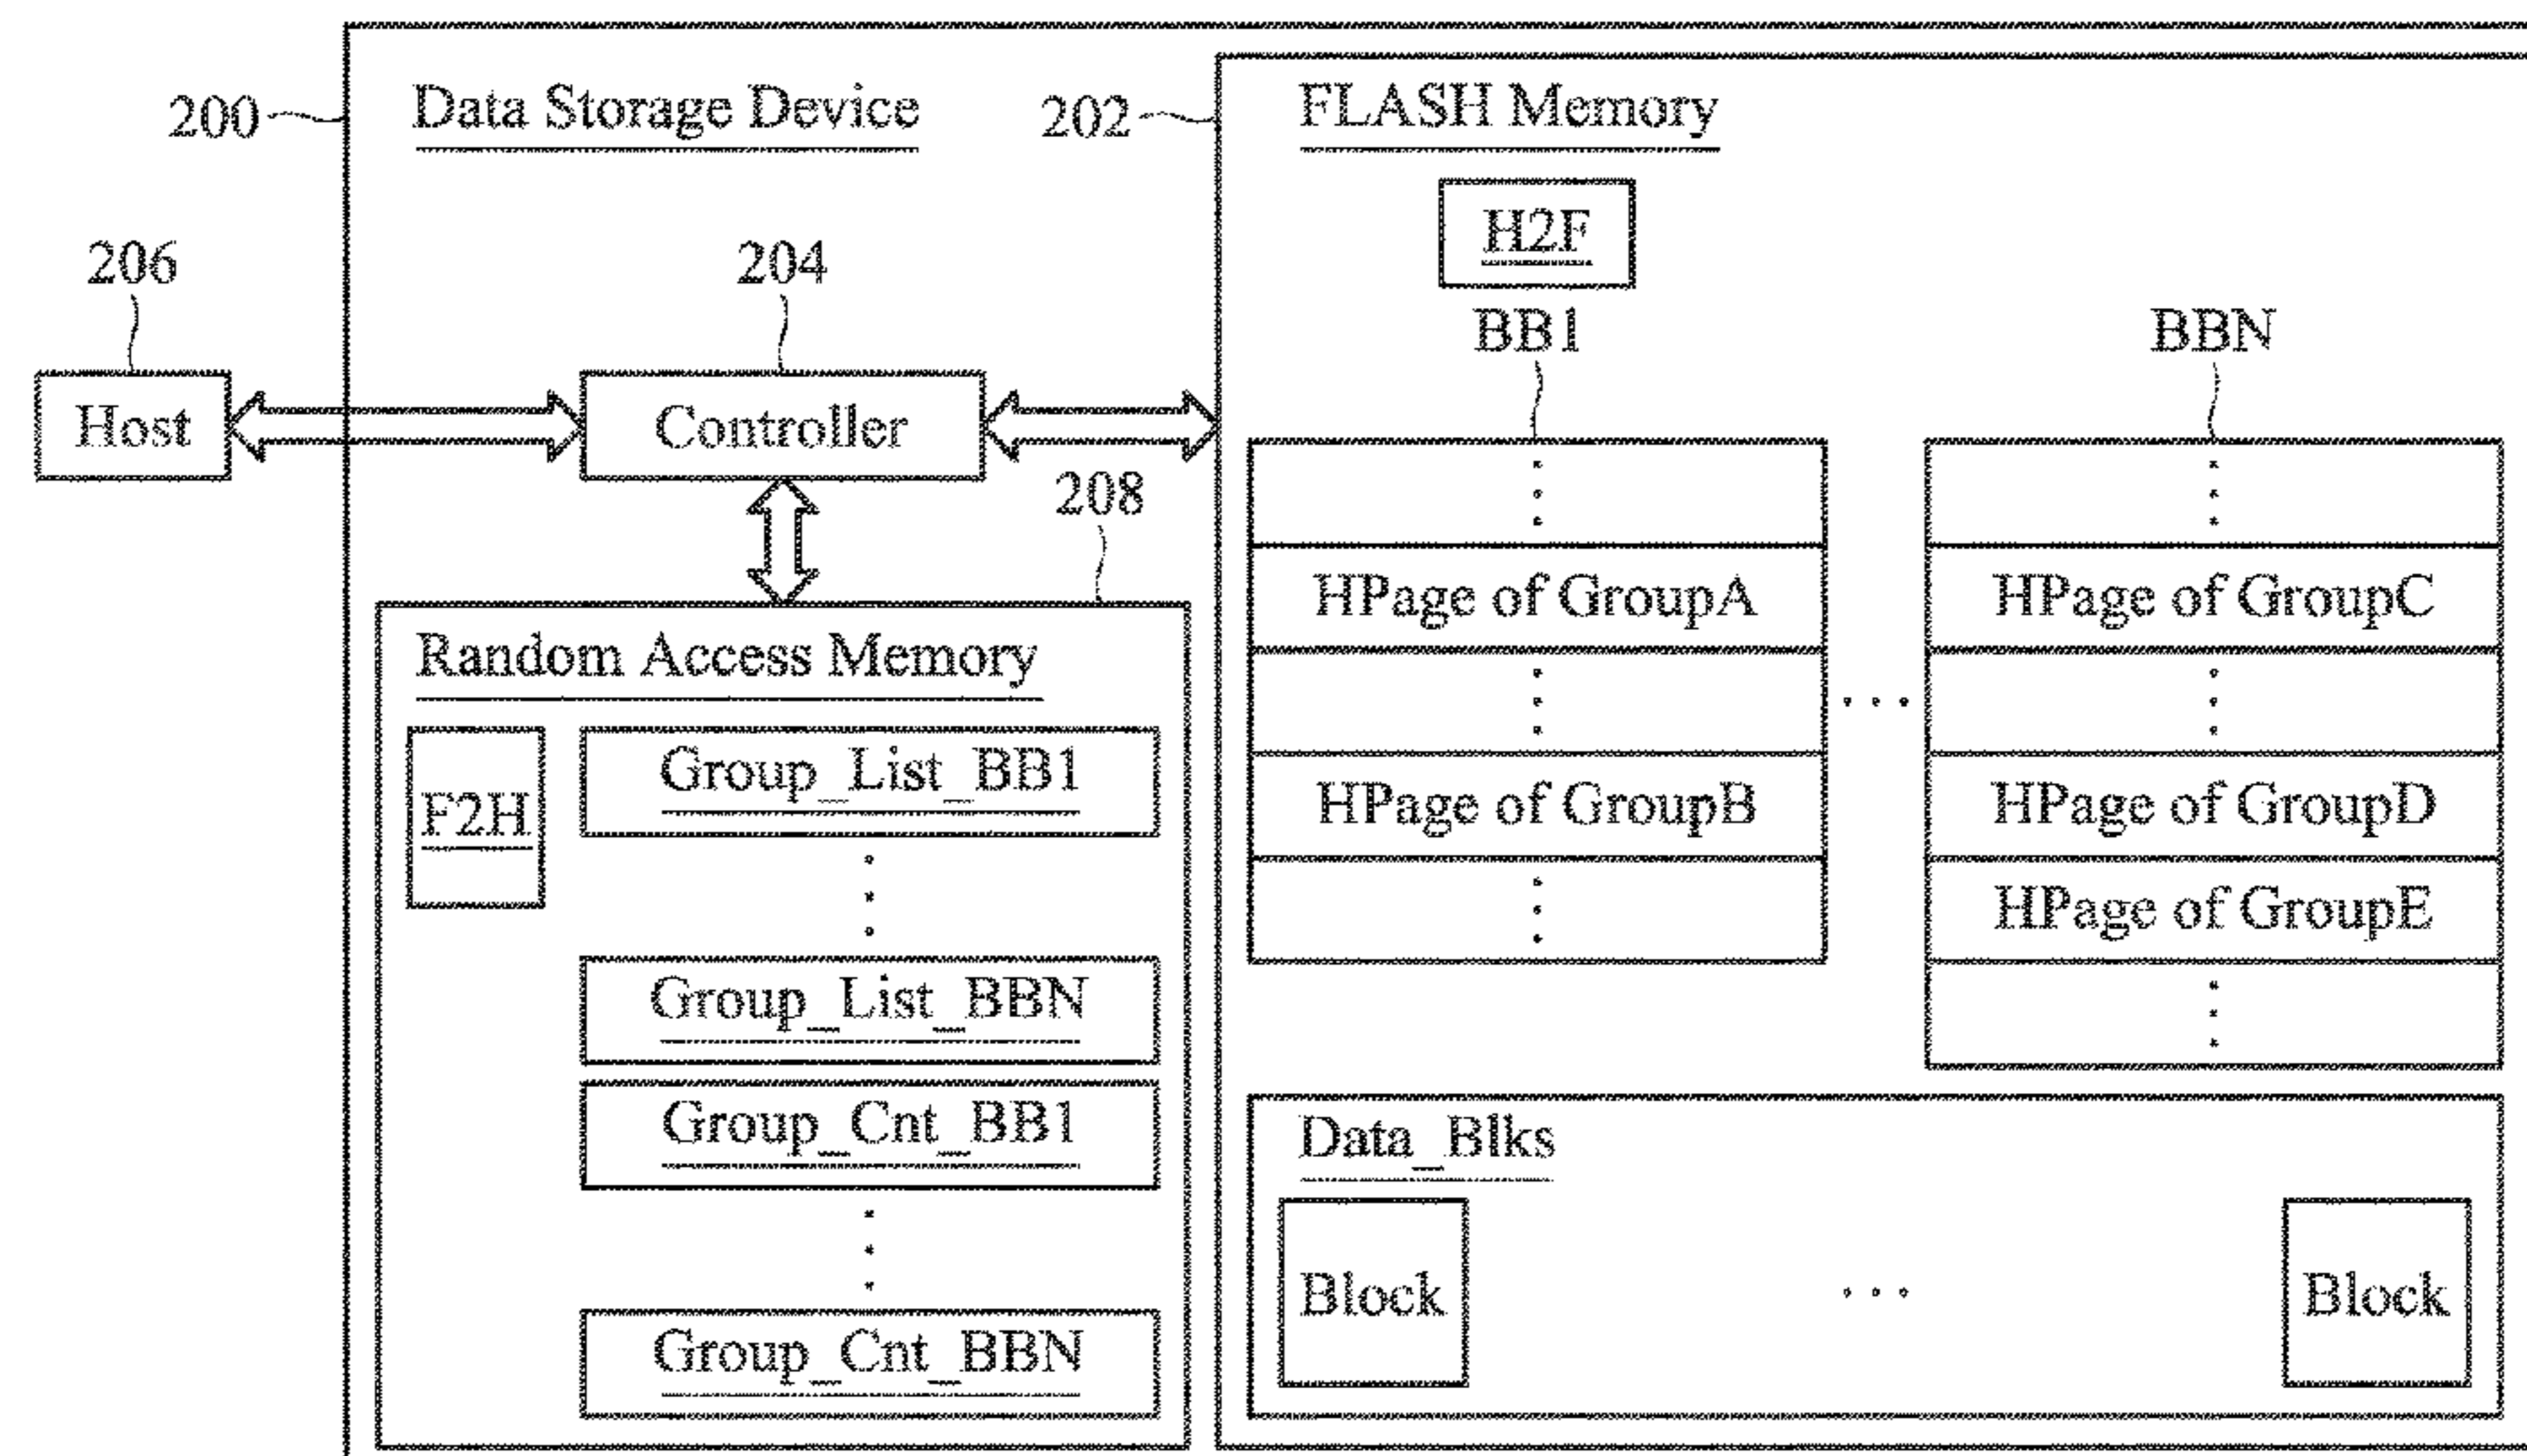 200
Data Storage Device
202
FLASH Memory
H2F
206
204
BB1
BBN
Host
Controller
208
HPage of GroupA
HPage of GroupC
Random Access Memory
F2H
Group_List_BB1
HPage of GroupB
HPage of GroupD
HPage of GroupE
Group_List_BBN
Group_Cnt_BB1
Data_Blks
Block
...
Block
Group_Cnt_BBN